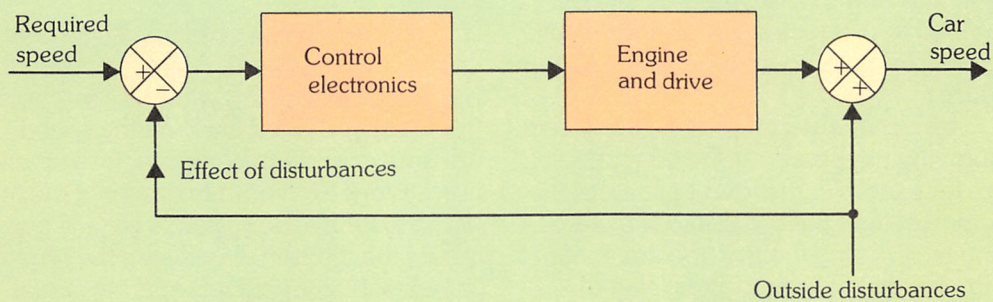 Required
speed
+
−
Control
electronics
Engine
and drive
+
+
Car
speed
Effect of disturbances
Outside disturbances